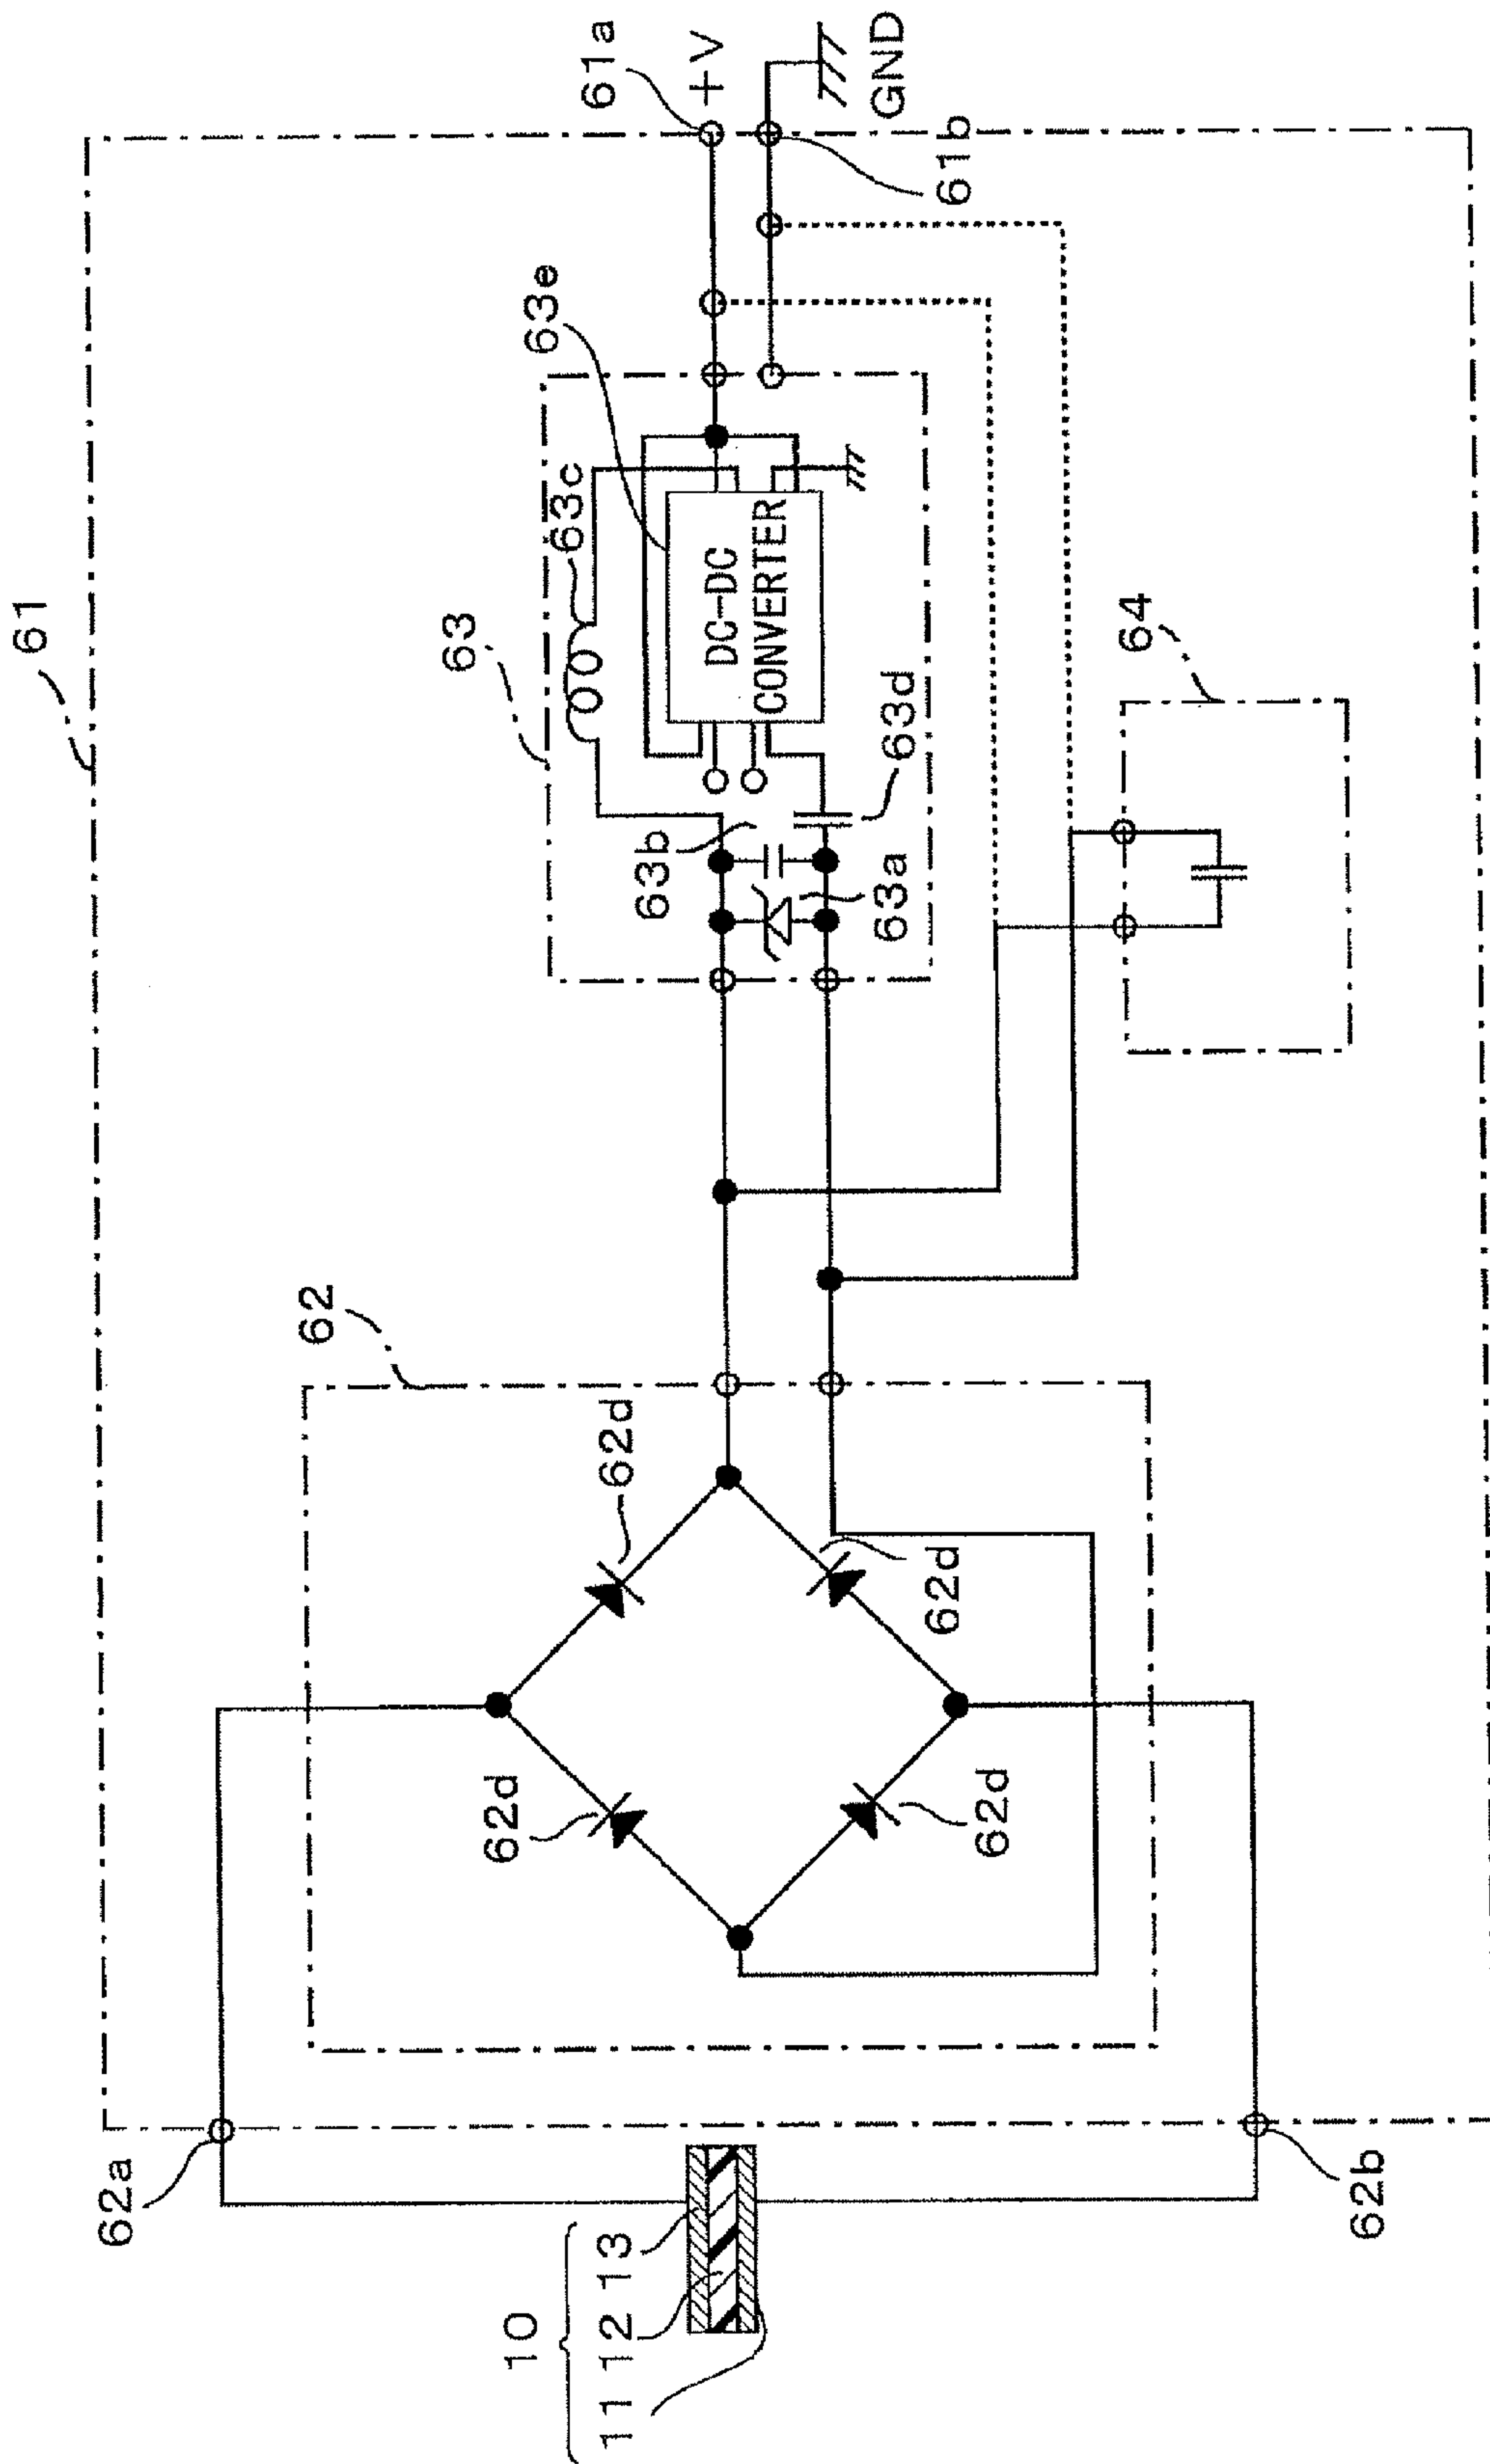 61
62a
62b
10
11 12 13
62
62d
62d
62d
62d
63
63a
63b
63c
63d
63e
DC-DC
CONVERTER
64
61a
+V
61b
GND